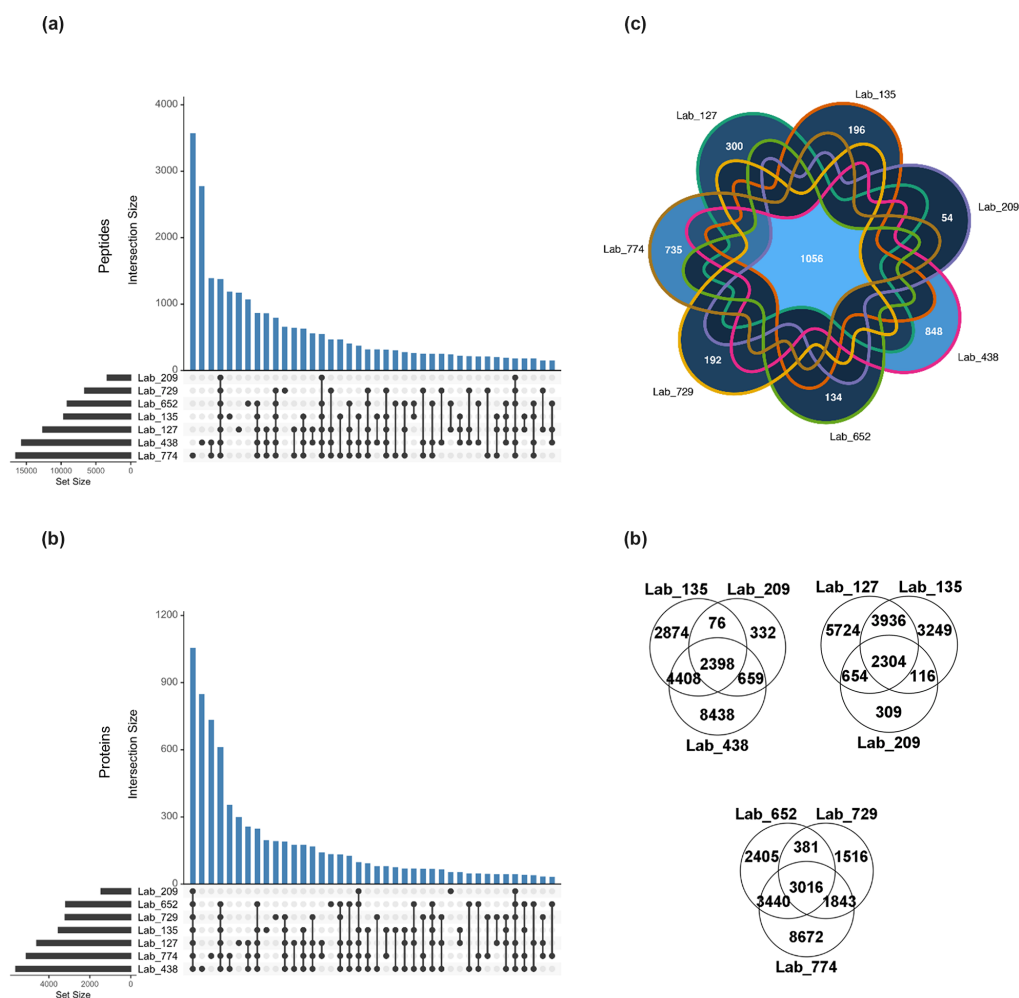 (a)
4000
3000
2000
1000
0
Peptides
Intersection Size
Lab_209
Lab_729
Lab_652
Lab_135
Lab_127
Lab_438
Lab_774
15000 10000 5000 0
Set Size
(c)
Lab_135
Lab_127
196
300
Lab_209
54
Lab_774
735
1056
848
Lab_438
192
Lab_729
134
Lab_652
(b)
1200
900
600
300
0
Proteins
Intersection Size
Lab_209
Lab_652
Lab_729
Lab_135
Lab_127
Lab_774
Lab_438
4000 2000 0
Set Size
(b)
Lab_135 Lab_209
2874 76 332
2398
4408 659
8438
Lab_438
Lab_127 Lab_135
5724 3936 3249
2304
654 116
309
Lab_209
Lab_652 Lab_729
2405 381 1516
3016
3440 1843
8672
Lab_774